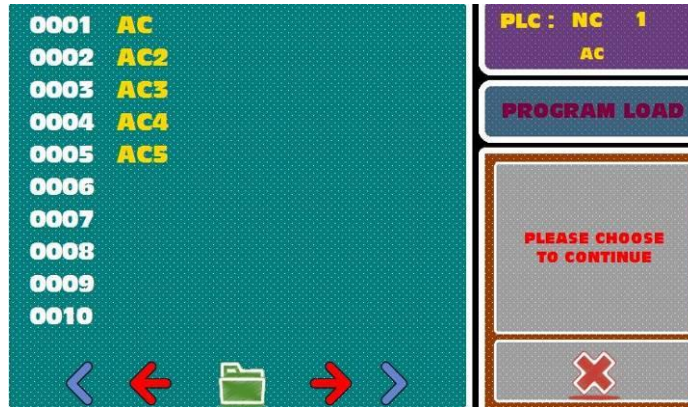 0001 AC
0002 AC2
0003 AC3
0004 AC4
0005 AC5
0006
0007
0008
0009
0010
PLC : NC 1
AC
PROGRAM LOAD
PLEASE CHOOSE
TO CONTINUE